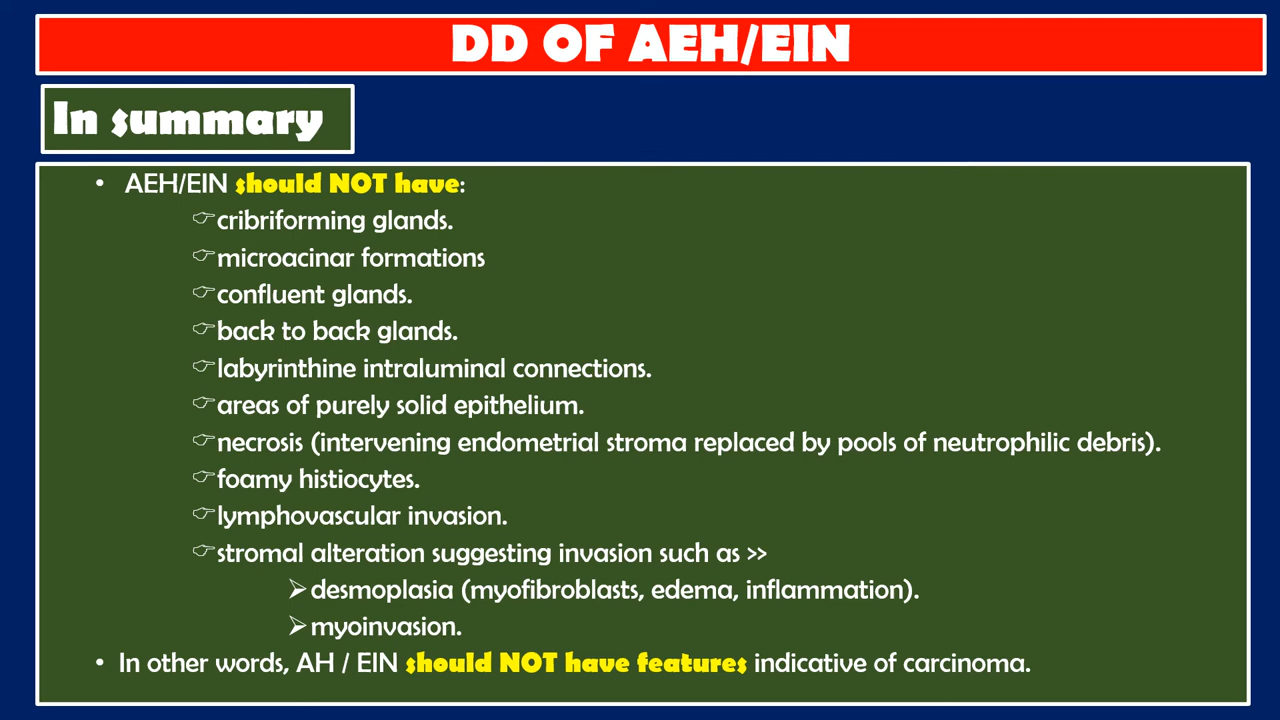 DD OF AEH/EIN
In summary
• AEH/EIN should NOT have:
☞cribriforming glands.
☞microacinar formations
☞confluent glands.
☞back to back glands.
☞labyrinthine intraluminal connections.
☞areas of purely solid epithelium.
☞necrosis (intervening endometrial stroma replaced by pools of neutrophilic debris).
☞foamy histiocytes.
☞lymphovascular invasion.
☞stromal alteration suggesting invasion such as >>
➢desmoplasia (myofibroblasts, edema, inflammation).
➢myoinvasion.
• In other words, AH / EIN should NOT have features indicative of carcinoma.